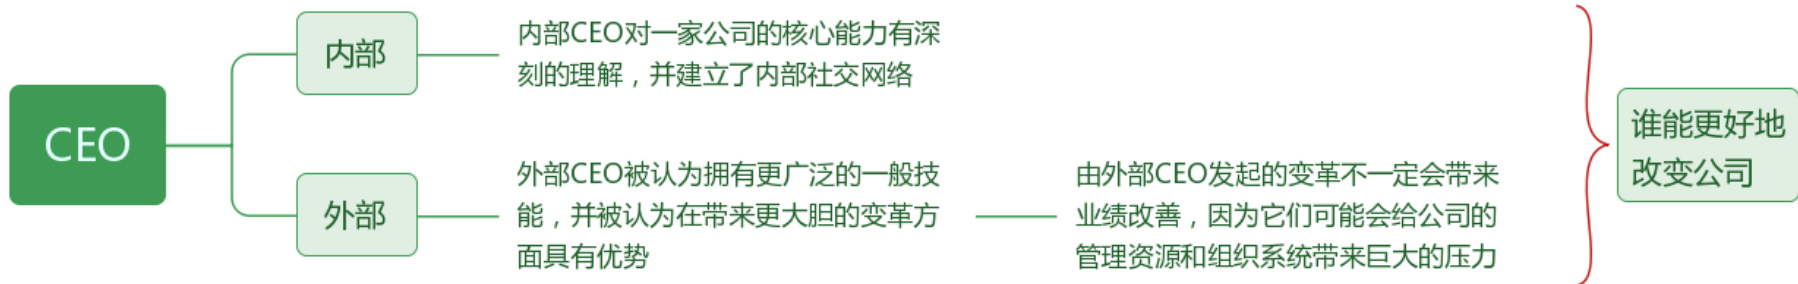 CEO
内部
内部CEO对一家公司的核心能力有深
刻的理解，并建立了内部社交网络
外部
外部CEO被认为拥有更广泛的一般技
能，并被认为在带来更大胆的变革方
面具有优势
由外部CEO发起的变革不一定会带来
业绩改善，因为它们可能会给公司的
管理资源和组织系统带来巨大的压力
谁能更好地
改变公司